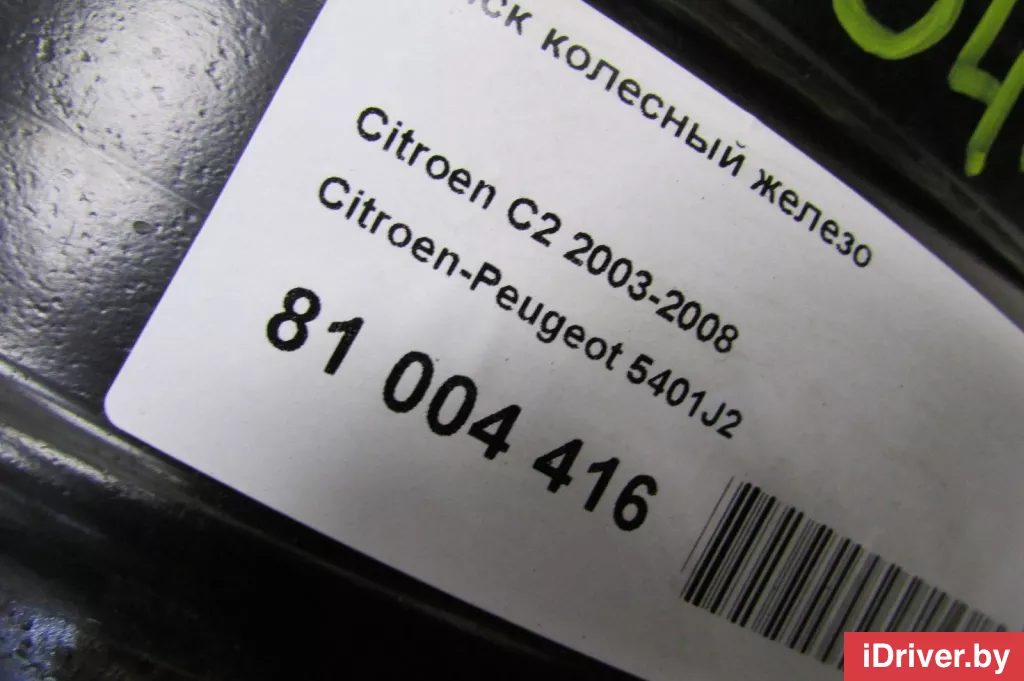 колесный железо
Citroen C2 2003-2008
Citroen-Peugeot 5401J2
81 004 416
iDriver.by